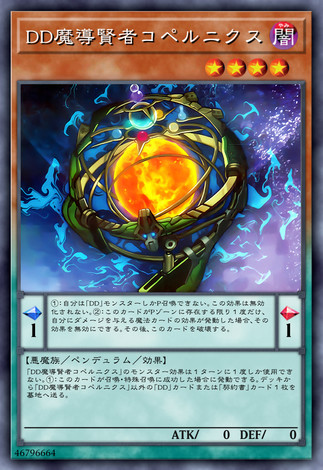 DD魔導賢者コペルニクス
闇
やみ
1
1
①：自分は「DD」モンスターしかP召喚できない。この効果は無効
化されない。②：このカードがPゾーンに存在する限り1度だけ、
自分にダメージを与える魔法カードの効果が発動した場合、その
効果を無効にできる。その後、このカードを破壊する。
【悪魔族／ペンデュラム／効果】
「DD魔導賢者コペルニクス」のモンスター効果は1ターンに1度しか使用でき
ない。①：このカードが召喚・特殊召喚に成功した場合に発動できる。デッキか
ら「DD魔導賢者コペルニクス」以外の「DD」カードまたは「契約書」カード1枚を
墓地へ送る。
ATK/ 0 DEF/ 0
46796664